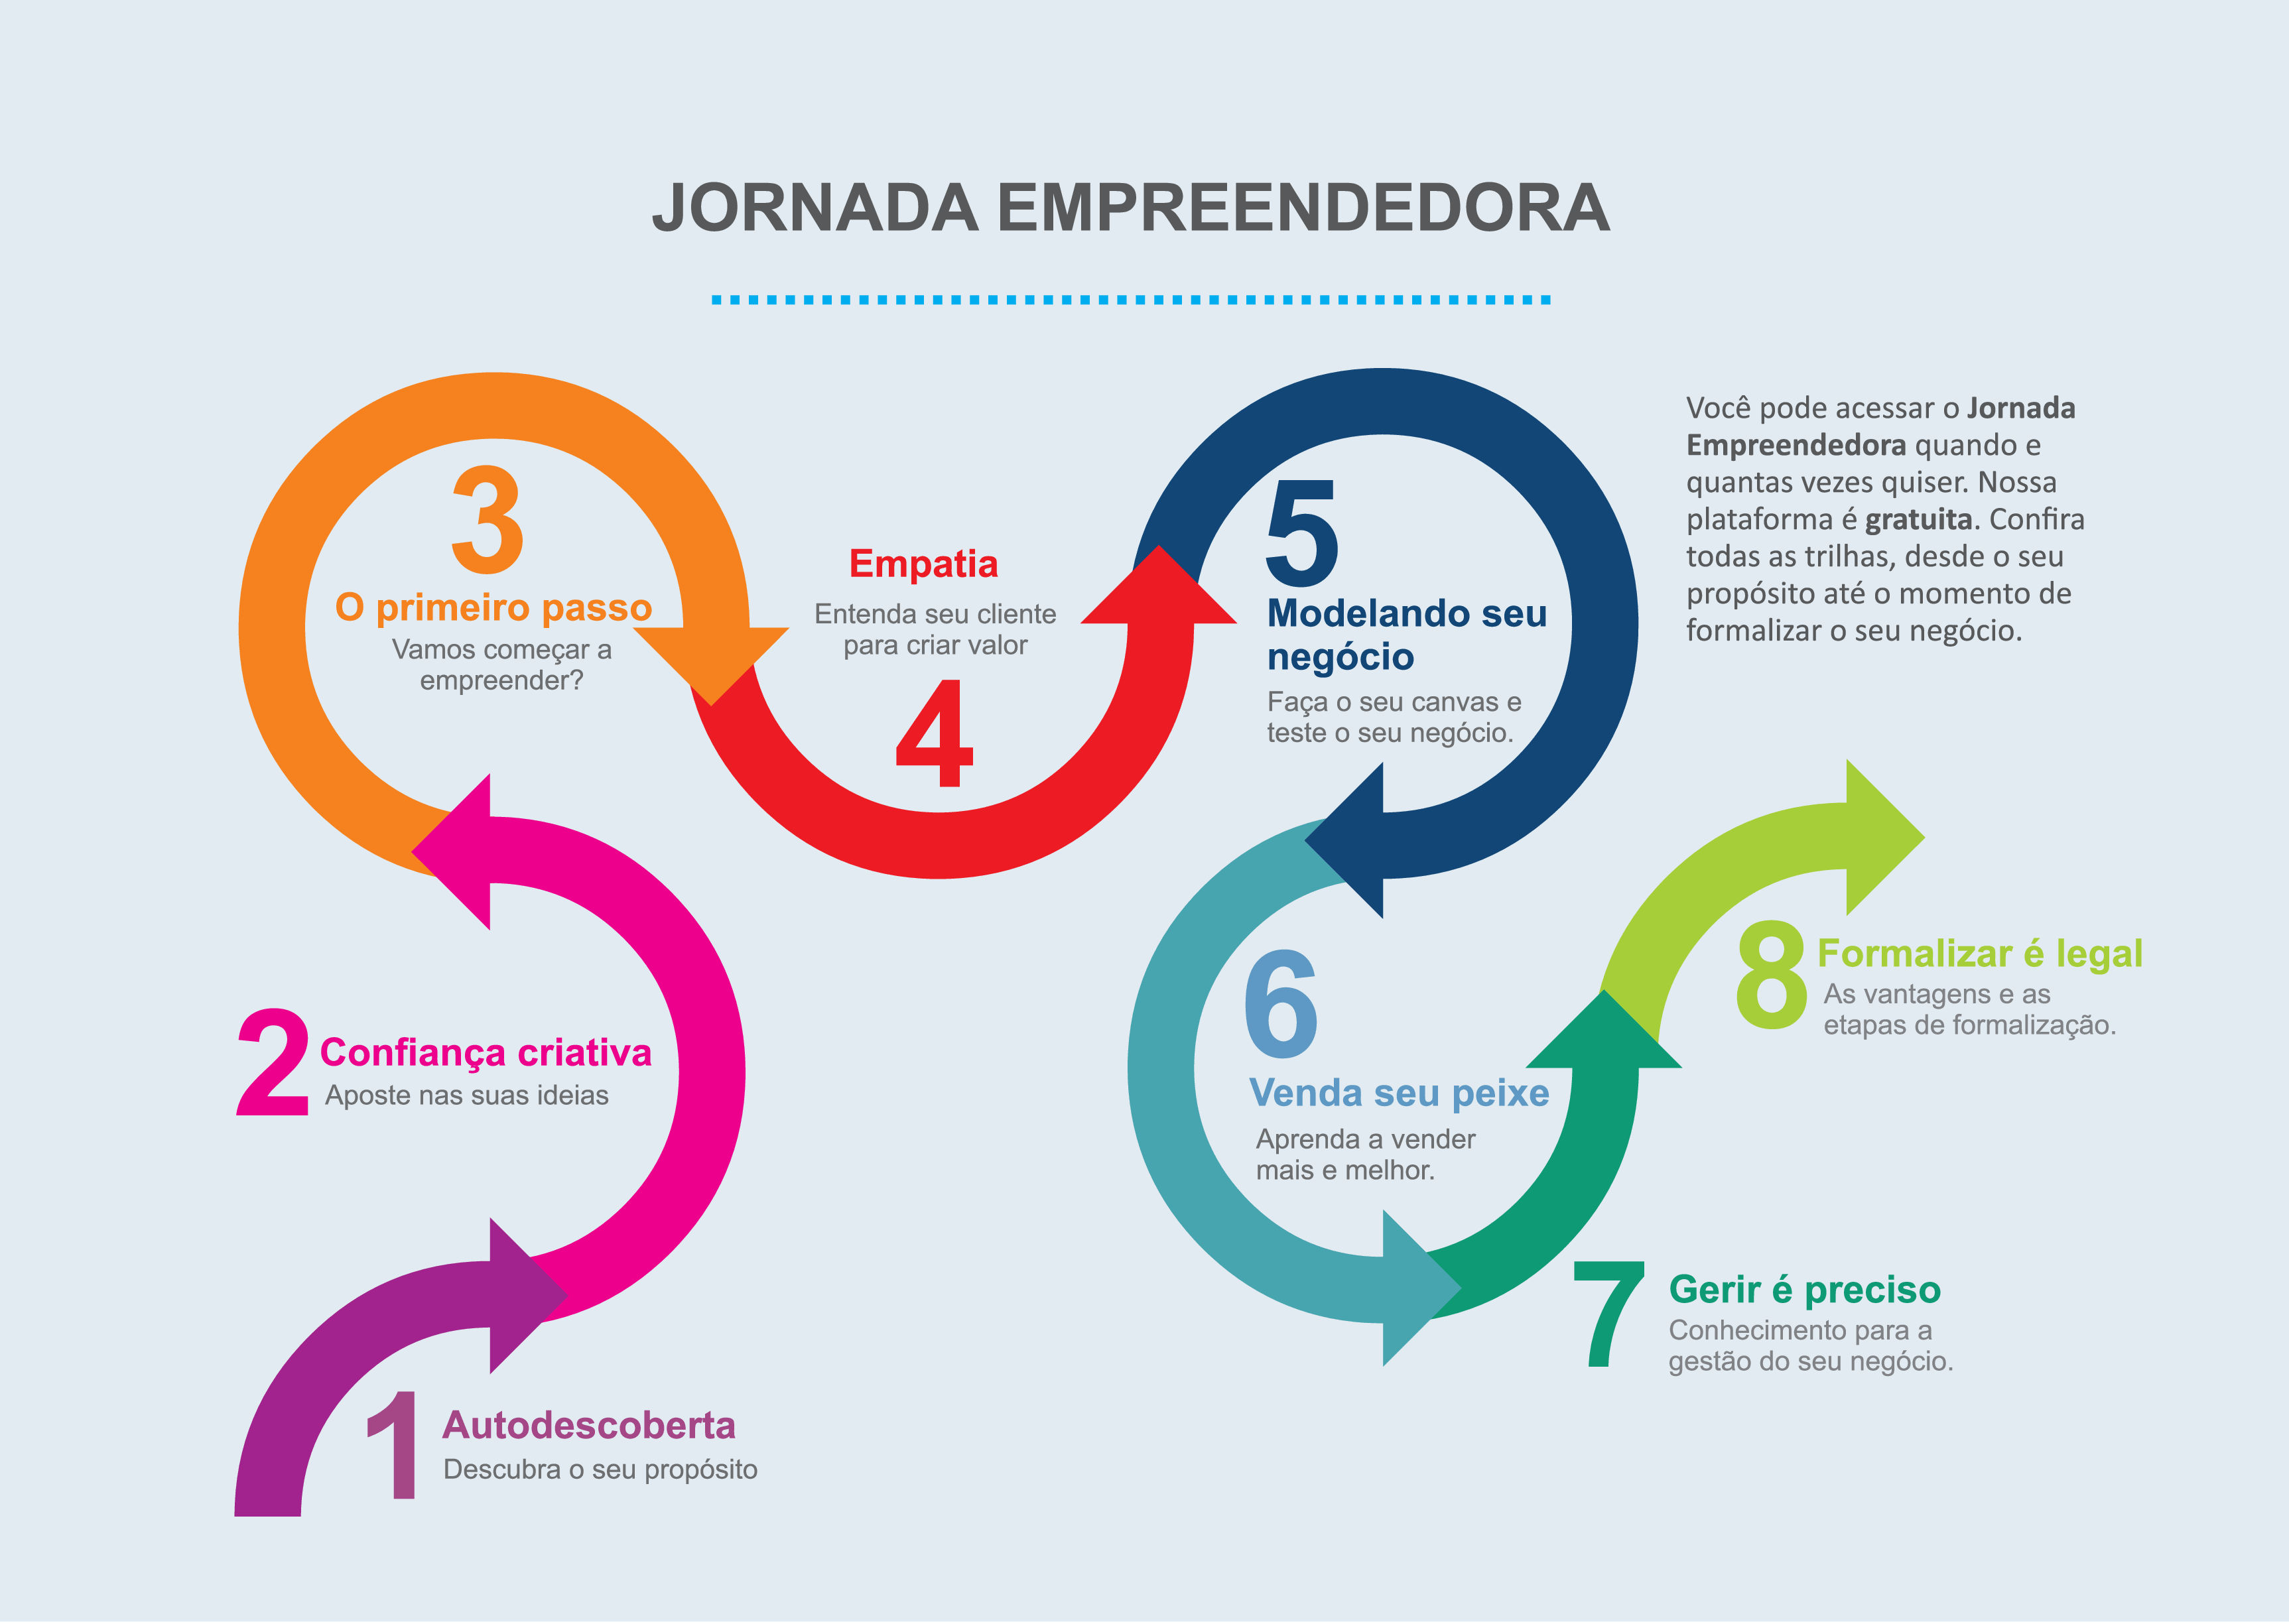 JORNADA EMPREENDEDORA
Você pode acessar o Jornada
Empreendedora quando e
quantas vezes quiser. Nossa
plataforma é gratuita. Confira
todas as trilhas, desde o seu
propósito até o momento de
formalizar o seu negócio.
1
Autodescoberta
Descubra o seu propósito
2
Confiança criativa
Aposte nas suas ideias
3
O primeiro passo
Vamos começar a
empreender?
Empatia
Entenda seu cliente
para criar valor
4
5
Modelando seu
negócio
Faça o seu canvas e
teste o seu negócio.
6
Venda seu peixe
Aprenda a vender
mais e melhor.
7
Gerir é preciso
Conhecimento para a
gestão do seu negócio.
8
Formalizar é legal
As vantagens e as
etapas de formalização.